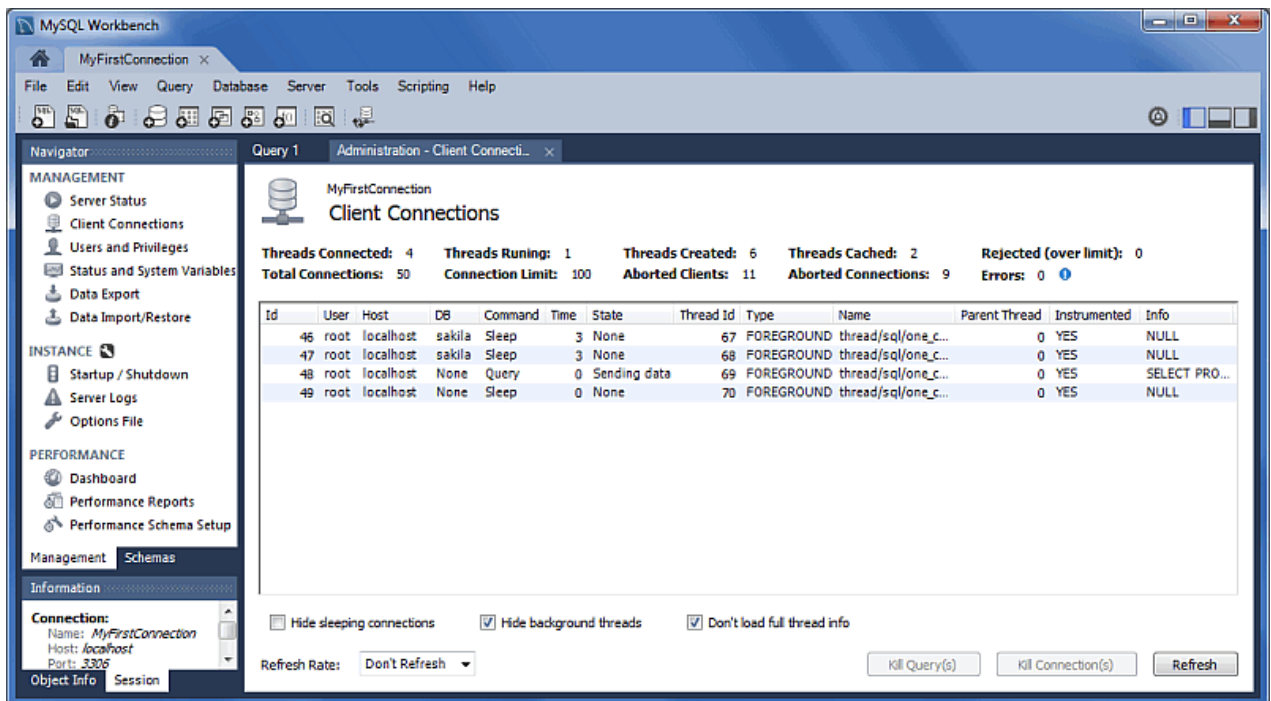 MySQL Workbench
MyFirstConnection
File Edit View Query Database Server Tools Scripting Help
Navigator
MANAGEMENT
Server Status
Client Connections
Users and Privileges
Status and System Variables
Data Export
Data Import/Restore
INSTANCE
Startup / Shutdown
Server Logs
Options File
PERFORMANCE
Dashboard
Performance Reports
Performance Schema Setup
Management Schemas
Information
Connection:
Name: MyFirstConnection
Host: localhost
Port: 3306
Object Info Session
Query 1 Administration - Client Connecti...
MyFirstConnection
Client Connections
Threads Connected: 4 Threads Runing: 1 Threads Created: 6 Threads Cached: 2 Rejected (over limit): 0
Total Connections: 50 Connection Limit: 100 Aborted Clients: 11 Aborted Connections: 9 Errors: 0
Id User Host DB Command Time State Thread Id Type Name Parent Thread Instrumented Info
46 root localhost sakila Sleep 3 None 67 FOREGROUND thread/sql/one_c... 0 YES NULL
47 root localhost sakila Sleep 3 None 68 FOREGROUND thread/sql/one_c... 0 YES NULL
48 root localhost None Query 0 Sending data 69 FOREGROUND thread/sql/one_c... 0 YES SELECT PRO...
49 root localhost None Sleep 0 None 70 FOREGROUND thread/sql/one_c... 0 YES NULL
Hide sleeping connections Hide background threads Don't load full thread info
Refresh Rate: Don't Refresh Kill Query(s) Kill Connection(s) Refresh